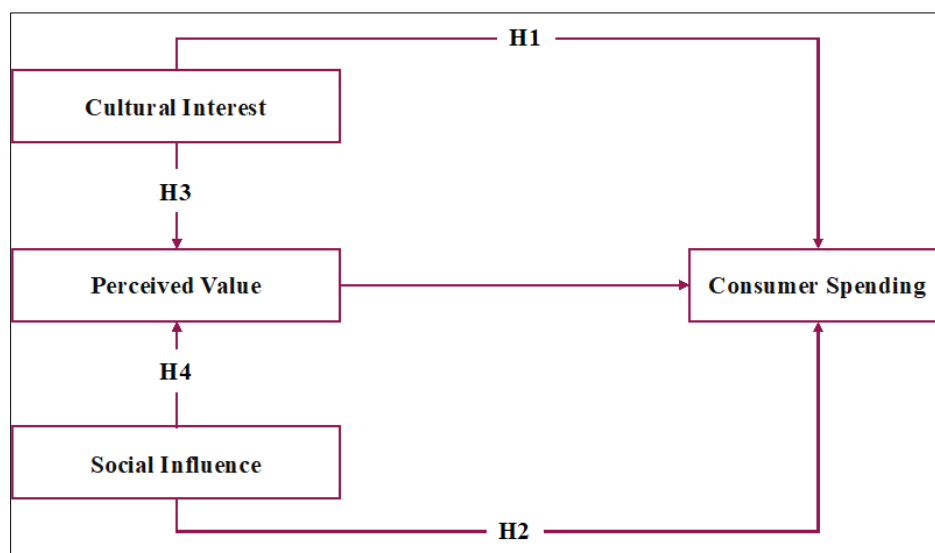 H1
Cultural Interest
H3
Perceived Value
Consumer Spending
H4
Social Influence
H2